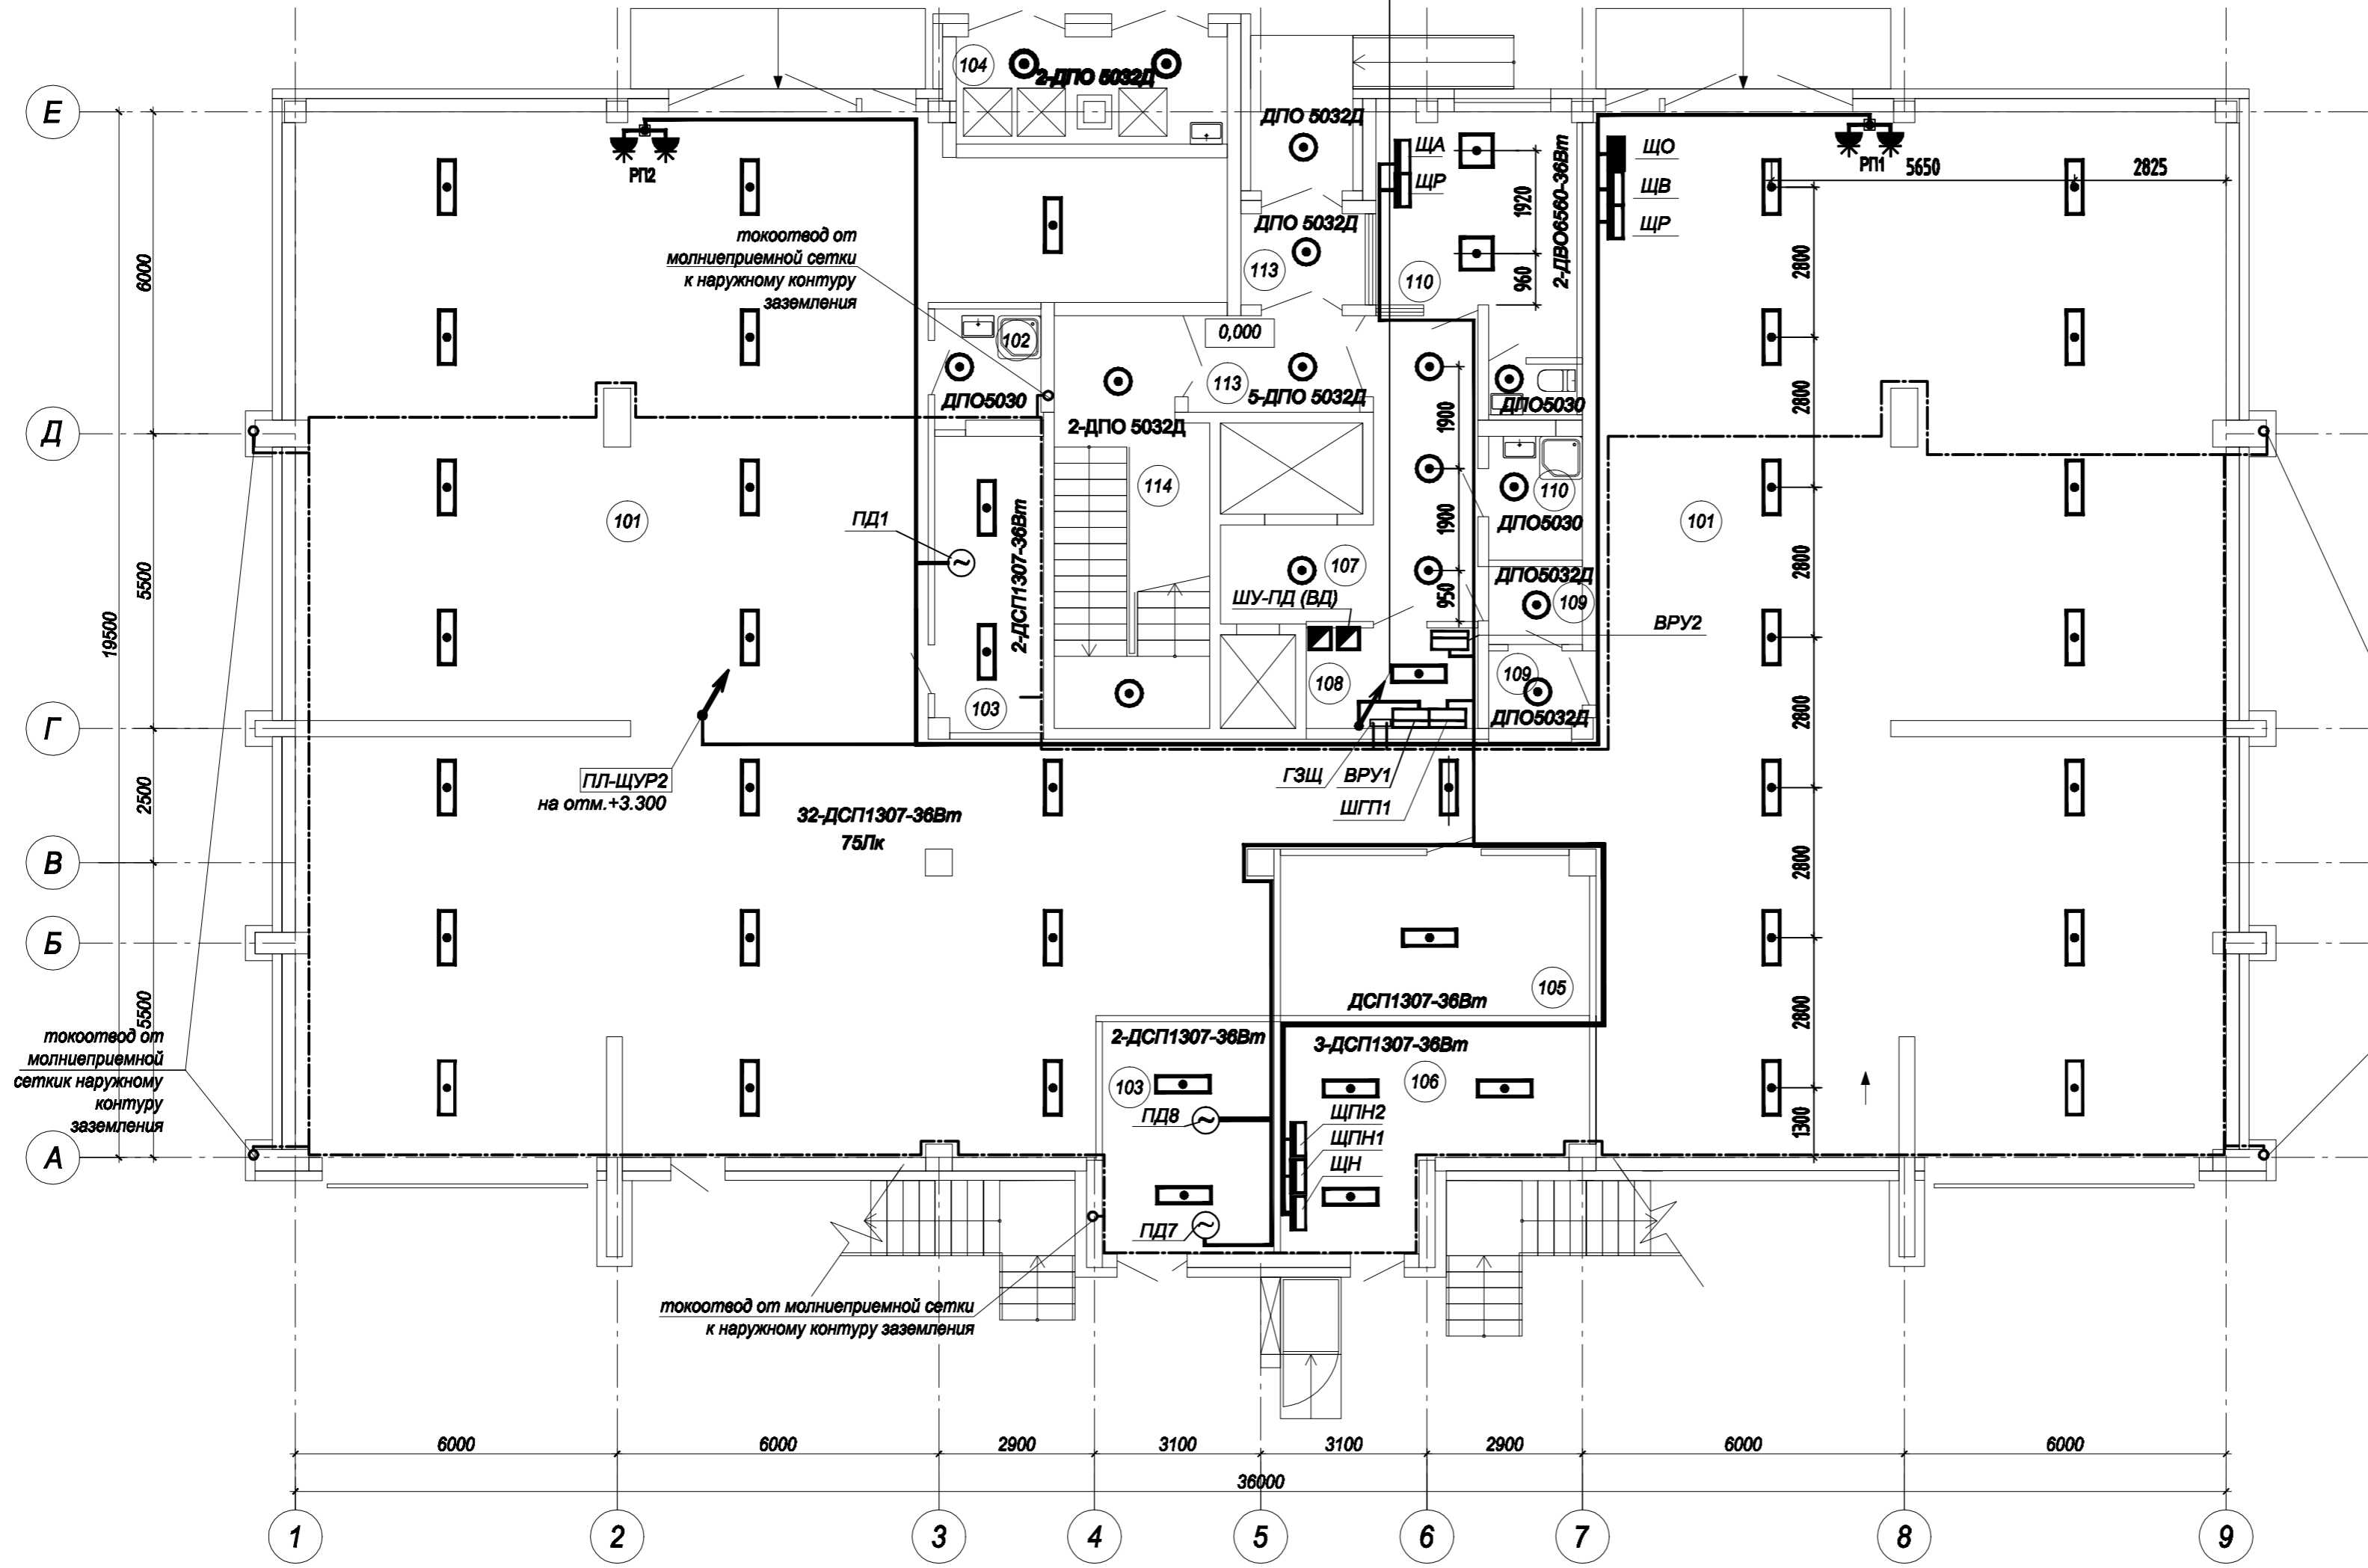 104
2-ДПО 5032Д
Е
ДПО 5032Д
ЩА
ЩР
2-ДВО6560-36Вт
1920
960
ЩО
ЩВ
ЩР
РП2
РП1
5650
2825
токоотвод от
молниеприемной сетки
к наружному контуру
заземления
ДПО 5032Д
113
110
6000
2800
0,000
102
113
ДПО5030
5-ДПО 5032Д
ДПО5030
2-ДПО 5032Д
1900
2800
Д
114
110
ДПО5030
101
101
ПД1
2-ДСП1307-36Вт
1900
5500
2800
19500
107
ДПО5032Д
109
ШУ-ПД (ВД)
950
ВРУ2
108
109
103
ДПО5032Д
2800
Г
ПЛ-ЩУР2
на отм.+3.300
ГЗЩ
ВРУ1
ШГП1
2500
32-ДСП1307-36Вт
75Лк
2800
В
Б
105
ДСП1307-36Вт
5500
2800
токоотвод от
молниеприемной
сеткик наружному
контуру
заземления
2-ДСП1307-36Вт
3-ДСП1307-36Вт
103
106
ПД8
ЩПН2
ЩПН1
ЩН
1300
А
ПД7
токоотвод от молниеприемной сетки
к наружному контуру заземления
6000
6000
2900
3100
3100
2900
6000
6000
36000
1
2
3
4
5
6
7
8
9